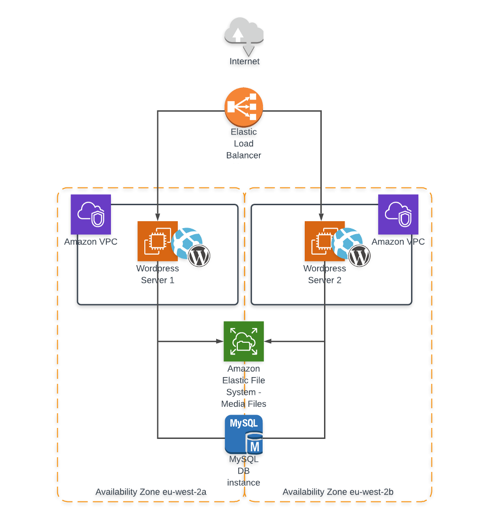 Internet
Elastic
Load
Balancer
Amazon VPC
Amazon VPC
Wordpress
Server 1
Wordpress
Server 2
Amazon
Elastic File
System -
Media Files
MySQL
M
MySQL
DB
instance
Availability Zone eu-west-2a
Availability Zone eu-west-2b